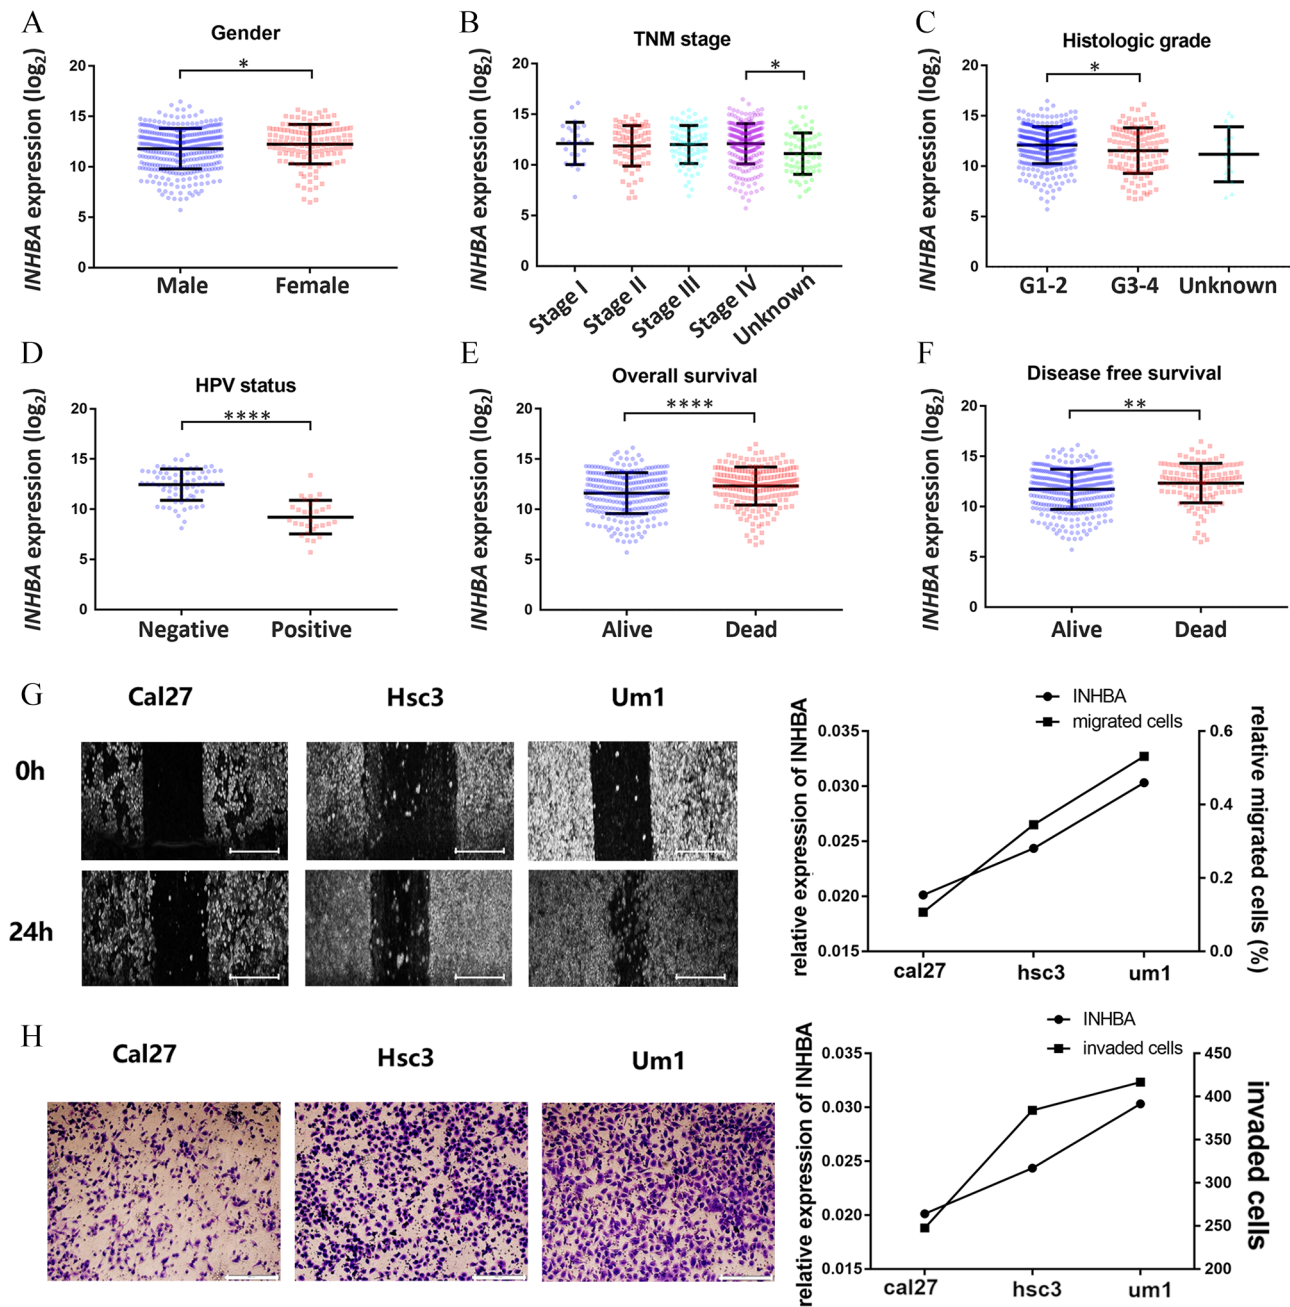 A
Gender
INHBA expression (log2)
20
15
10
5
0
*
Male
Female
B
TNM stage
INHBA expression (log2)
20
15
10
5
0
*
Stage I
Stage II
Stage III
Stage IV
Unknown
C
Histologic grade
INHBA expression (log2)
20
15
10
5
0
*
G1-2
G3-4
Unknown
D
HPV status
INHBA expression (log2)
20
15
10
5
0
****
Negative
Positive
E
Overall survival
INHBA expression (log2)
20
15
10
5
0
****
Alive
Dead
F
Disease free survival
INHBA expression (log2)
20
15
10
5
0
**
Alive
Dead
G
Cal27
Hsc3
Um1
0h
24h
INHBA
migrated cells
relative expression of INHBA
0.035
0.030
0.025
0.020
0.015
cal27
hsc3
um1
0.6
0.4
0.2
0.0
relative migrated cells (%)
H
Cal27
Hsc3
Um1
INHBA
invaded cells
relative expression of INHBA
0.035
0.030
0.025
0.020
0.015
cal27
hsc3
um1
450
400
350
300
250
200
invaded cells